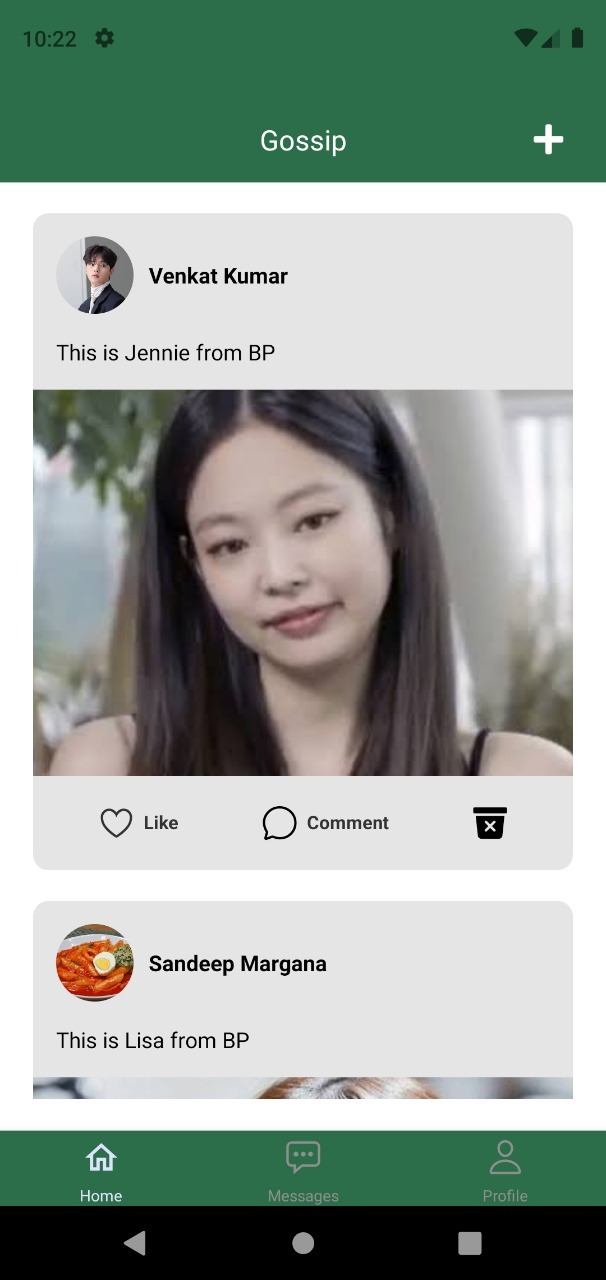 10:22
Gossip
Venkat Kumar
This is Jennie from BP
Like
Comment
Sandeep Margana
This is Lisa from BP
Home
Messages
Profile